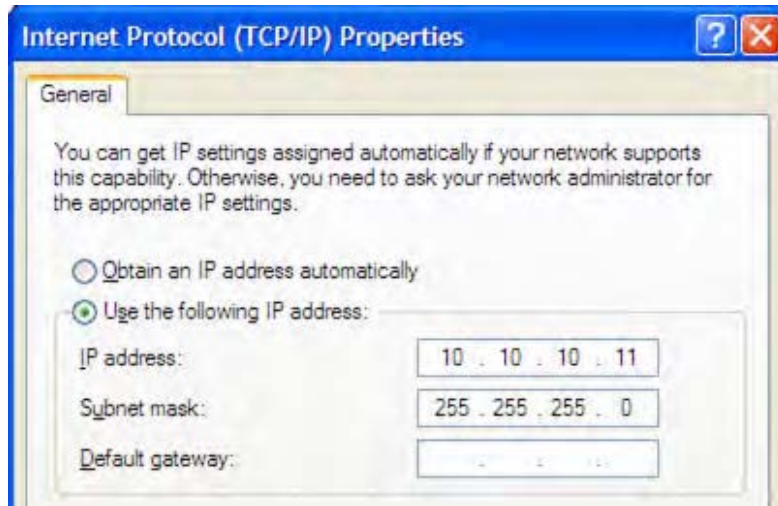 Internet Protocol (TCP/IP) Properties
General
You can get IP settings assigned automatically if your network supports
this capability. Otherwise, you need to ask your network administrator for
the appropriate IP settings.
Obtain an IP address automatically
Use the following IP address:
IP address: 10 . 10 . 10 . 11
Subnet mask: 255 . 255 . 255 . 0
Default gateway: . . .